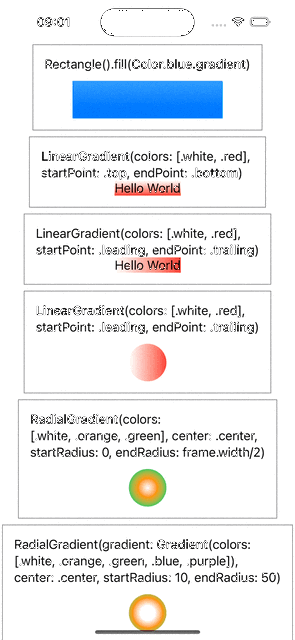 09:01
Rectangle().fill(Color.blue.gradient)
LinearGradient(colors: [.white, .red],
startPoint: .top, endPoint: .bottom)
Hello World
LinearGradient(colors: [.white, .red],
startPoint: .leading, endPoint: .trailing)
Hello World
LinearGradient(colors: [.white, .red],
startPoint: .leading, endPoint: .trailing)
RadialGradient(colors:
[.white, .orange, .green], center: .center,
startRadius: 0, endRadius: frame.width/2)
RadialGradient(gradient: Gradient(colors:
[.white, .orange, .green, .blue, .purple]),
center: .center, startRadius: 10, endRadius: 50)